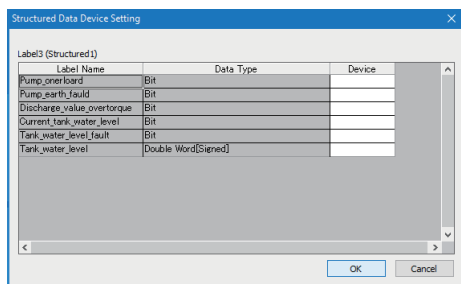 Structured Data Device Setting
Label3 (Structured1)
Label Name Data Type Device
Pump_onerloard Bit
Pump_earth_fauld Bit
Discharge_value_overtorque Bit
Current_tank_water_level Bit
Tank_water_level_fault Bit
Tank_water_level Double Word[Signed]
OK Cancel